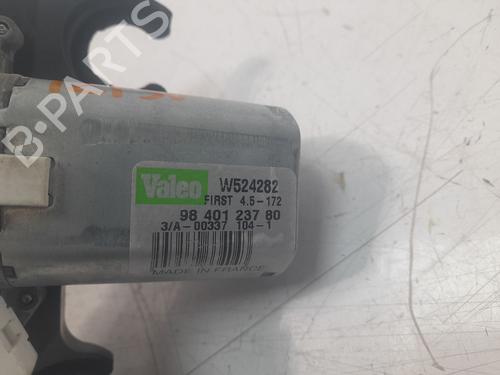 B-PARTS
Valeo W524282
FIRST 4.5-172
98 401 237 80
3/A-00337 104-1
MADE IN FRANCE